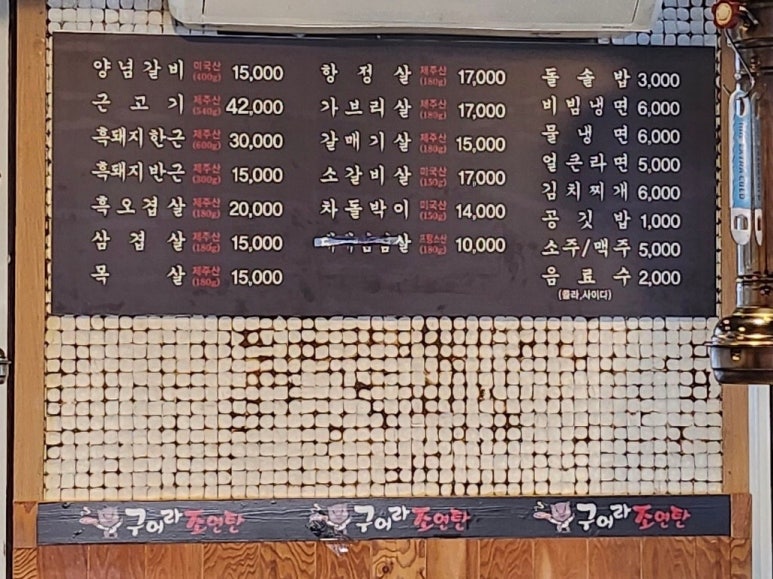 양념갈비 미국산 (400g) 15,000
근고기 제주산 (540g) 42,000
흑돼지한근 제주산 (600g) 30,000
흑돼지반근 제주산 (300g) 15,000
흑오겹살 제주산 (180g) 20,000
삼겹살 제주산 (180g) 15,000
목살 제주산 (180g) 15,000
항정살 제주산 (180g) 17,000
가브리살 제주산 (180g) 17,000
갈매기살 제주산 (180g) 15,000
소갈비살 미국산 (150g) 17,000
차돌박이 미국산 (150g) 14,000
살 프랑스산 (180g) 10,000
돌솥밥 3,000
비빔냉면 6,000
물냉면 6,000
얼큰라면 5,000
김치찌개 6,000
공깃밥 1,000
소주/맥주 5,000
음료수 2,000
(콜라,사이다)
구어라조연탄 구어라조연탄 구어라조연탄